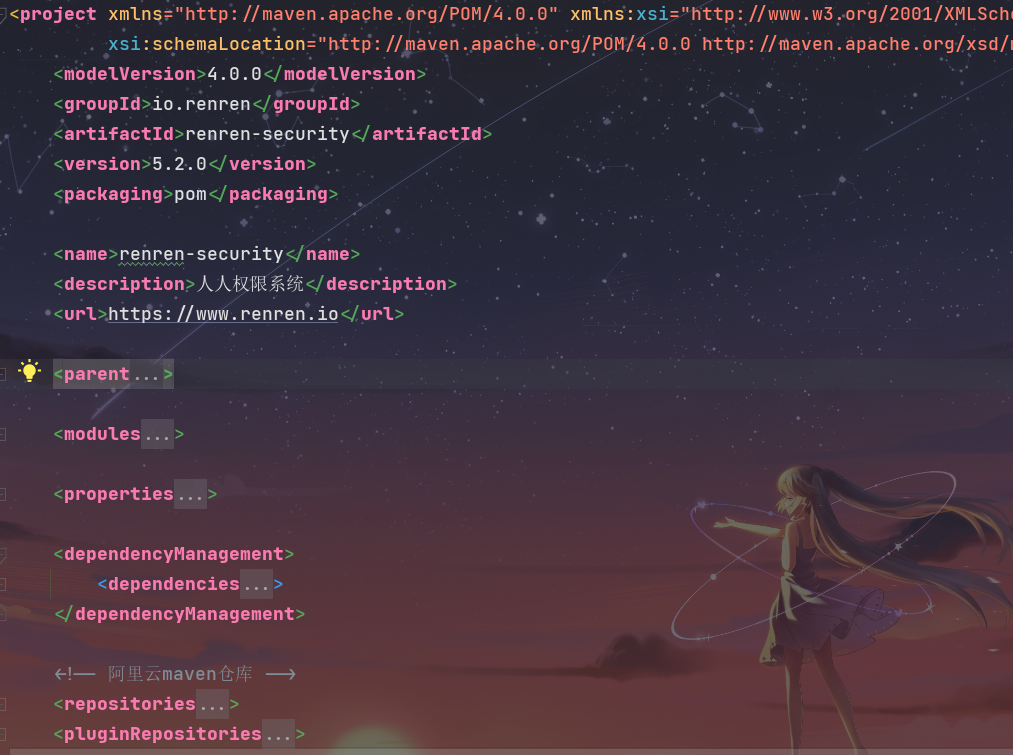 <project xmlns="http://maven.apache.org/POM/4.0.0" xmlns:xsi="http://www.w3.org/2001/XMLSche
xsi:schemaLocation="http://maven.apache.org/POM/4.0.0 http://maven.apache.org/xsd/
<modelVersion>4.0.0</modelVersion>
<groupId>io.renren</groupId>
<artifactId>renren-security</artifactId>
<version>5.2.0</version>
<packaging>pom</packaging>
<name>renren-security</name>
<description>人人权限系统</description>
<url>https://www.renren.io</url>
<parent...>
<modules...>
<properties...>
<dependencyManagement>
<dependencies...>
</dependencyManagement>
<!-- 阿里云maven仓库 -->
<repositories...>
<pluginRepositories...>